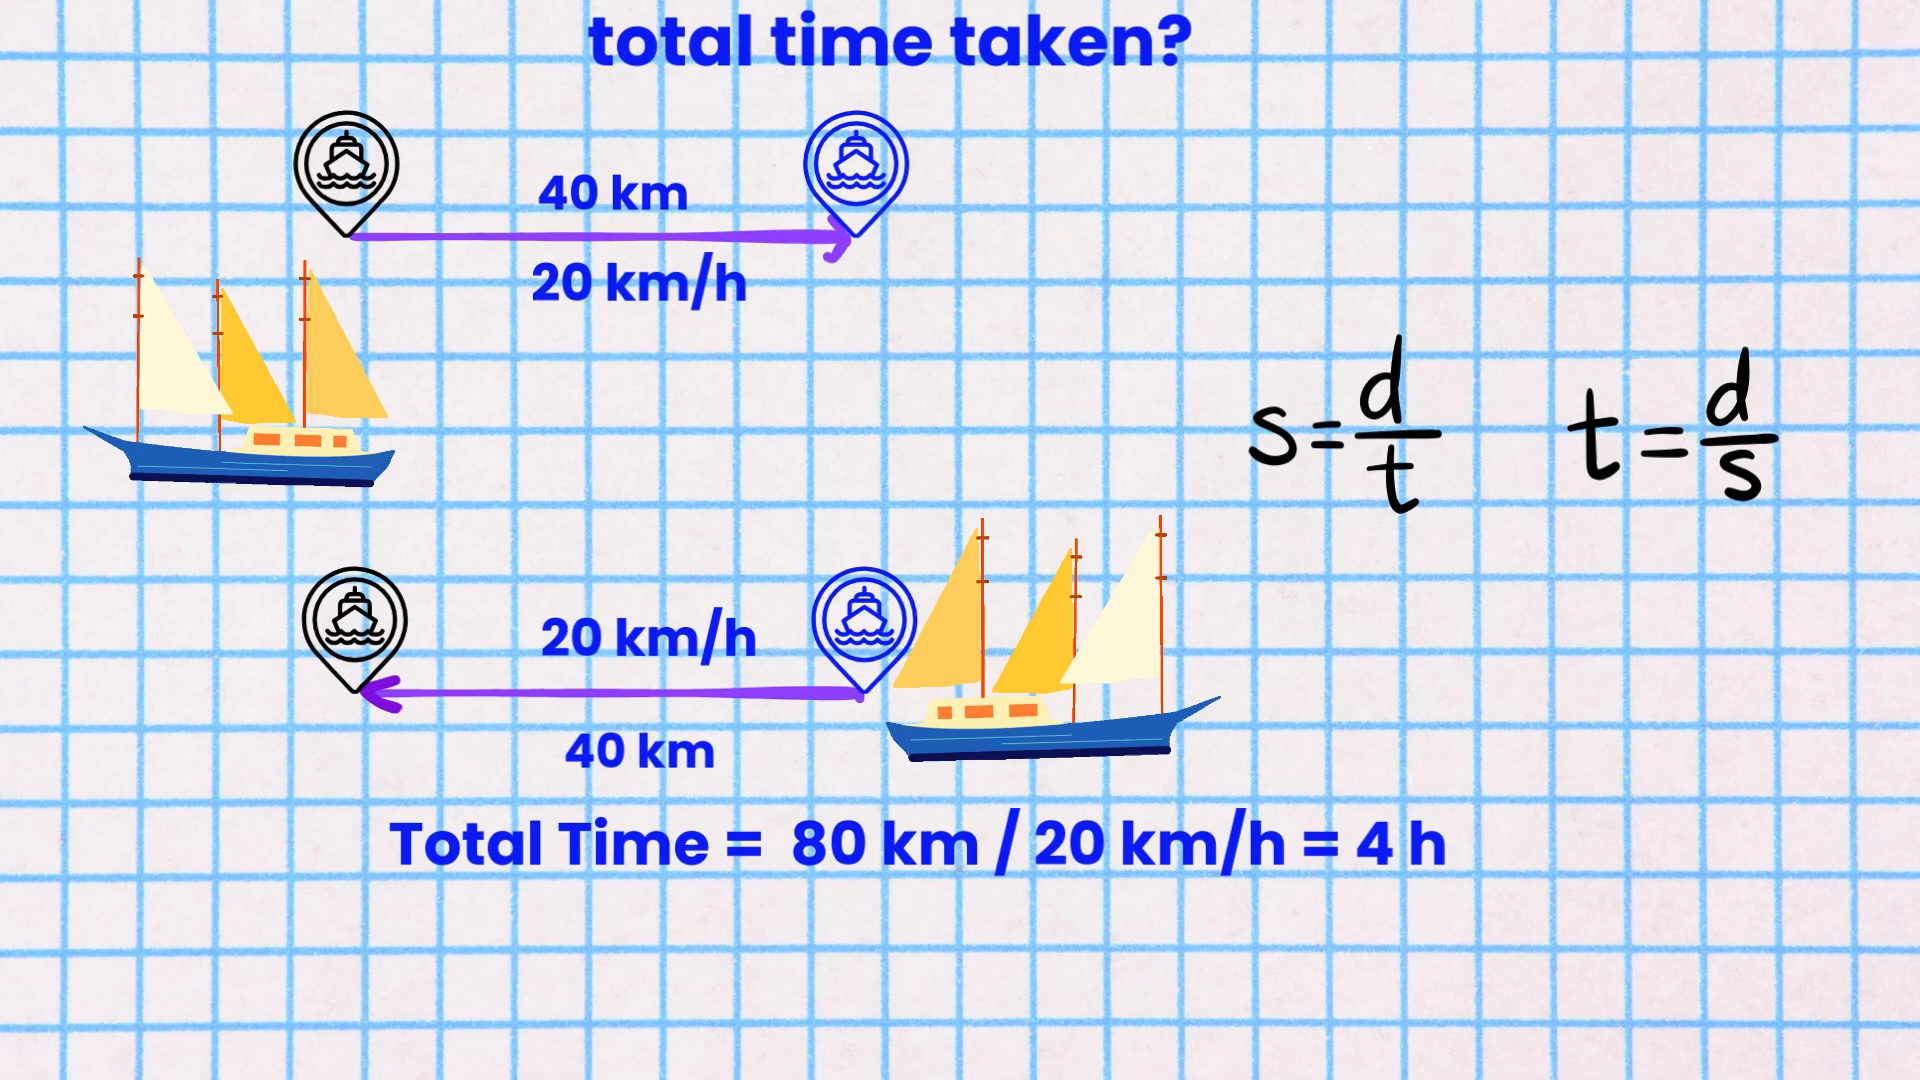 total time taken?
40 km
20 km/h
s = d/t
t = d/s
20 km/h
40 km
Total Time = 80 km / 20 km/h = 4 h